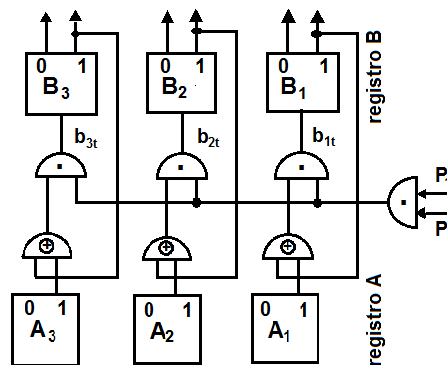 0 1 0 1 0 1
B3 B2 B1
registro B
b3t b2t b1t
. . . .
P
P
⊕ ⊕ ⊕
0 1 0 1 0 1
A3 A2 A1
registro A